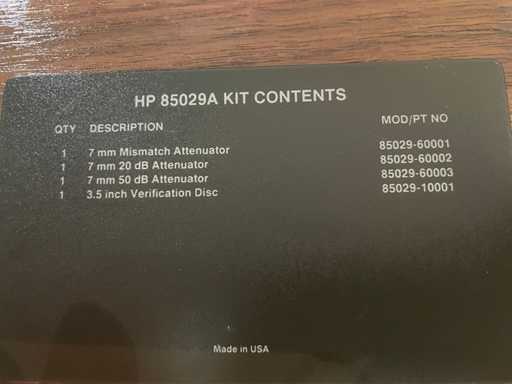 HP 85029A KIT CONTENTS
QTY DESCRIPTION MOD/PT NO
1 7 mm Mismatch Attenuator 85029-60001
1 7 mm 20 dB Attenuator 85029-60002
1 7 mm 50 dB Attenuator 85029-60003
1 3.5 inch Verification Disc 85029-10001
Made in USA